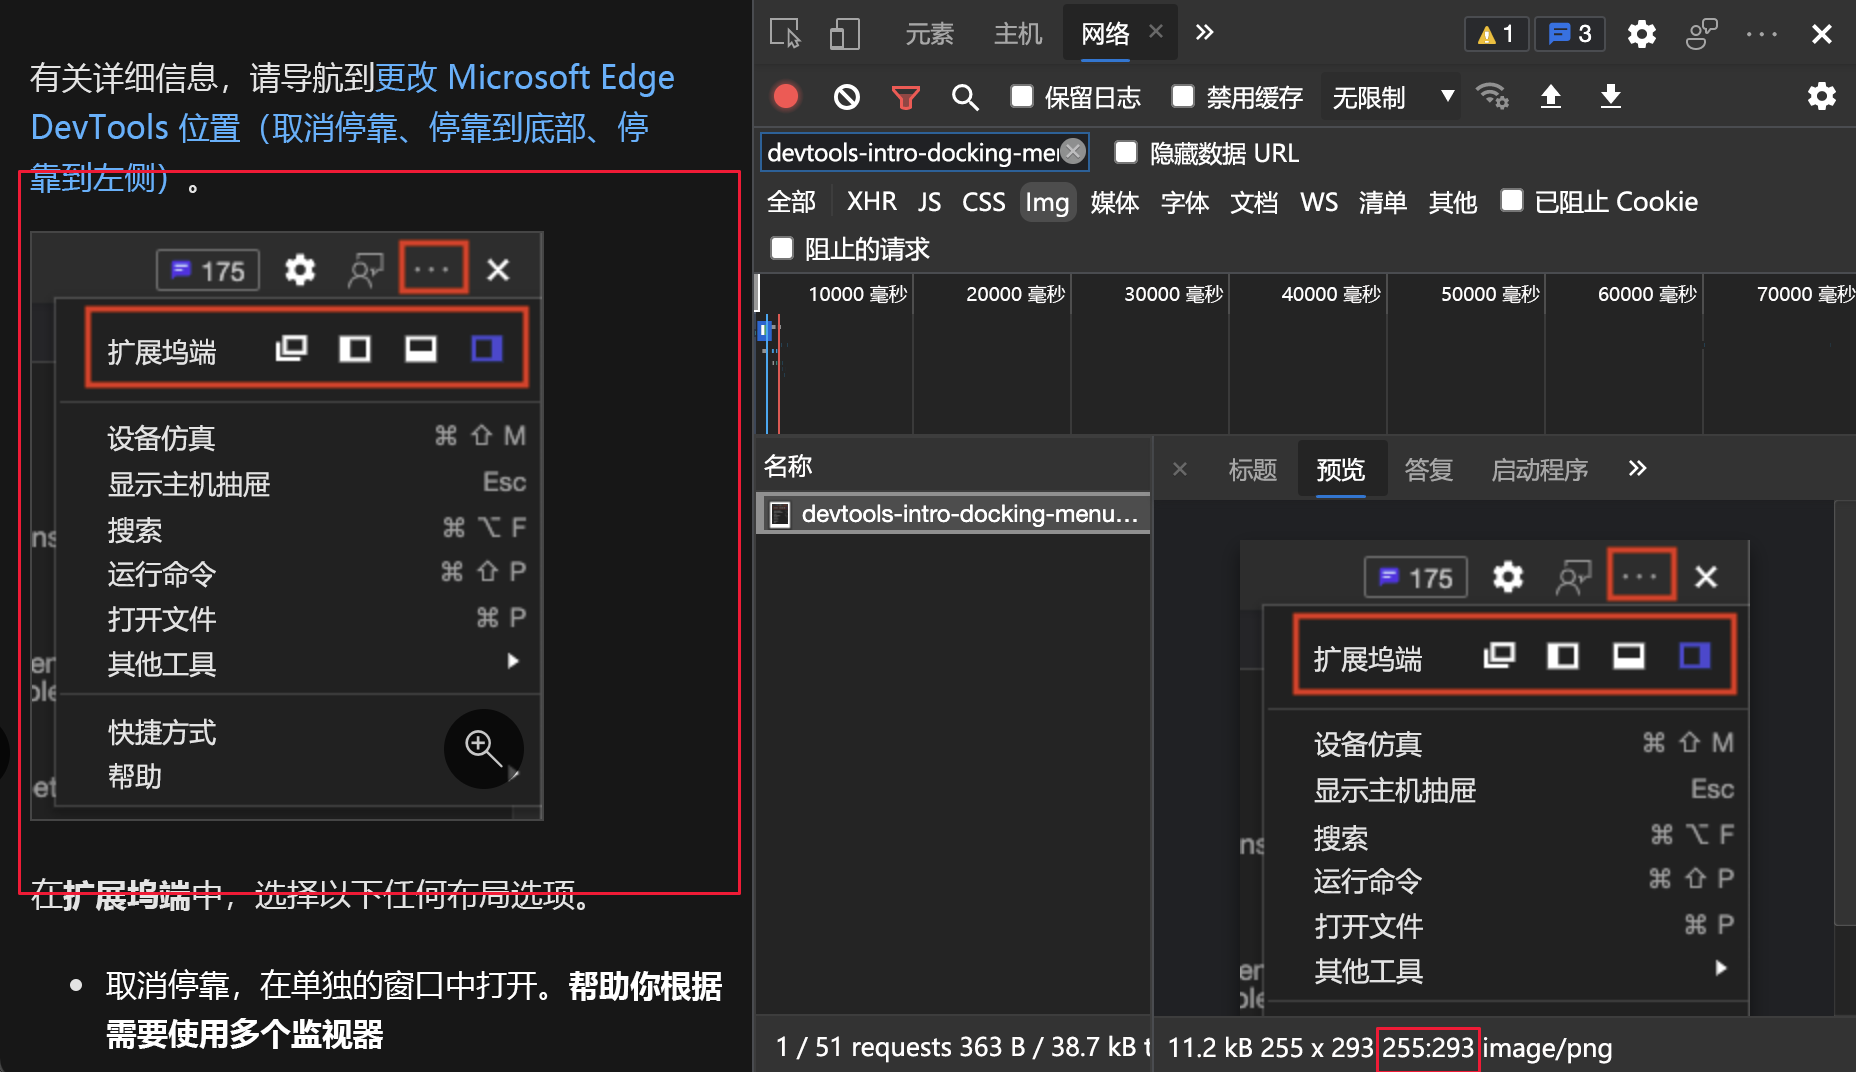 有关详细信息，请导航到更改 Microsoft Edge
DevTools 位置（取消停靠、停靠到底部、停
靠到左侧）。
175
扩展坞端
设备仿真 ⌘ ⇧ M
显示主机抽屉 Esc
搜索 ⌘ ⌥ F
运行命令 ⌘ ⇧ P
打开文件 ⌘ P
其他工具
快捷方式
帮助
在扩展坞端中，选择以下任何布局选项。
取消停靠，在单独的窗口中打开。帮助你根据
需要使用多个监视器
元素 主机 网络 1 3
保留日志 禁用缓存 无限制
devtools-intro-docking-me 隐藏数据 URL
全部 XHR JS CSS Img 媒体 字体 文档 WS 清单 其他 已阻止 Cookie
阻止的请求
10000 毫秒 20000 毫秒 30000 毫秒 40000 毫秒 50000 毫秒 60000 毫秒 70000 毫秒
名称
devtools-intro-docking-menu...
1 / 51 requests 363 B / 38.7 kB t
标题 预览 答复 启动程序
175
扩展坞端
设备仿真 ⌘ ⇧ M
显示主机抽屉 Esc
搜索 ⌘ ⌥ F
运行命令 ⌘ ⇧ P
打开文件 ⌘ P
其他工具
11.2 kB 255 x 293 255:293 image/png